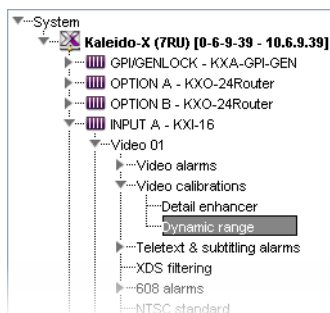 System
Kaleido-X (7RU) [0-6-9-39 - 10.6.9.39]
GPI/GENLOCK - KXA-GPI-GEN
OPTION A - KXO-24Router
OPTION B - KXO-24Router
INPUT A - KXI-16
Video 01
Video alarms
Video calibrations
Detail enhancer
Dynamic range
Teletext & subtitling alarms
XDS filtering
608 alarms
NTSC standard